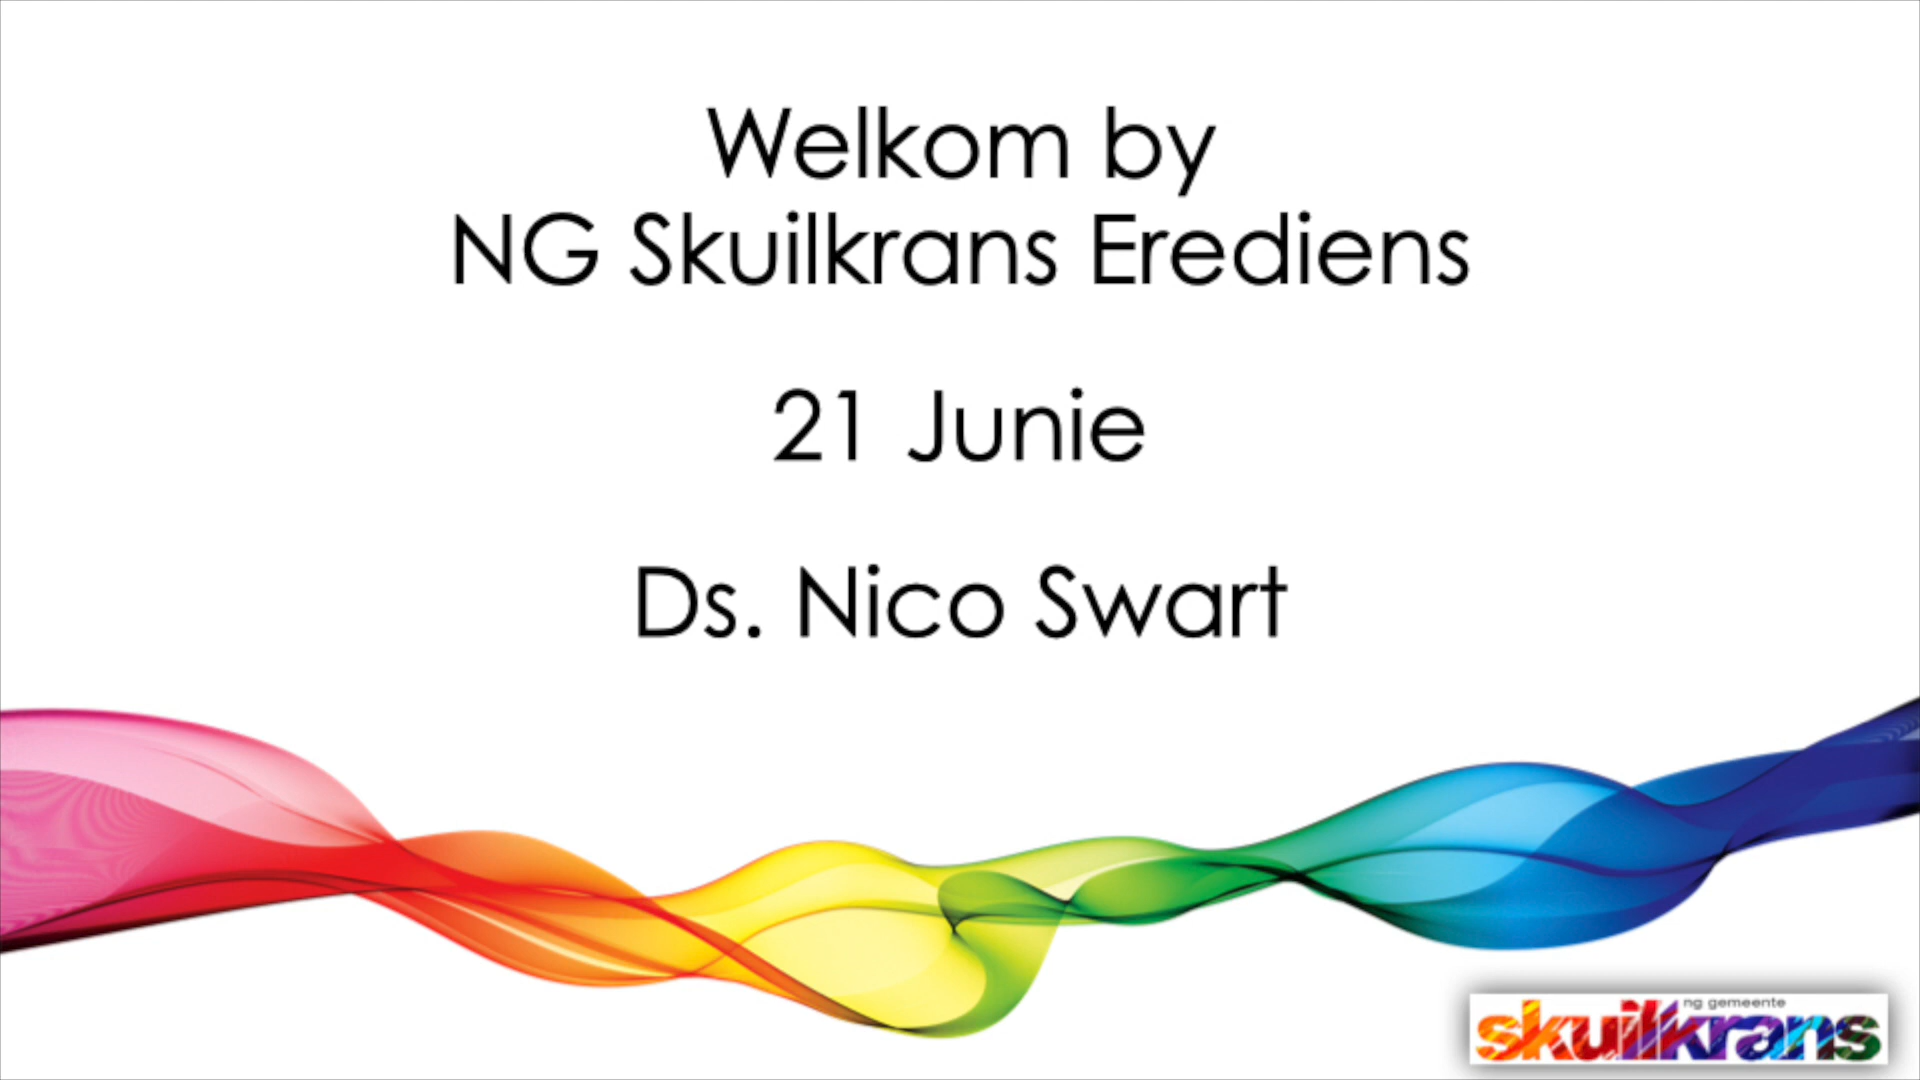 Welkom by
NG Skuilkrans Erediens
21 Junie
Ds. Nico Swart
ng gemeente
skuilkrans